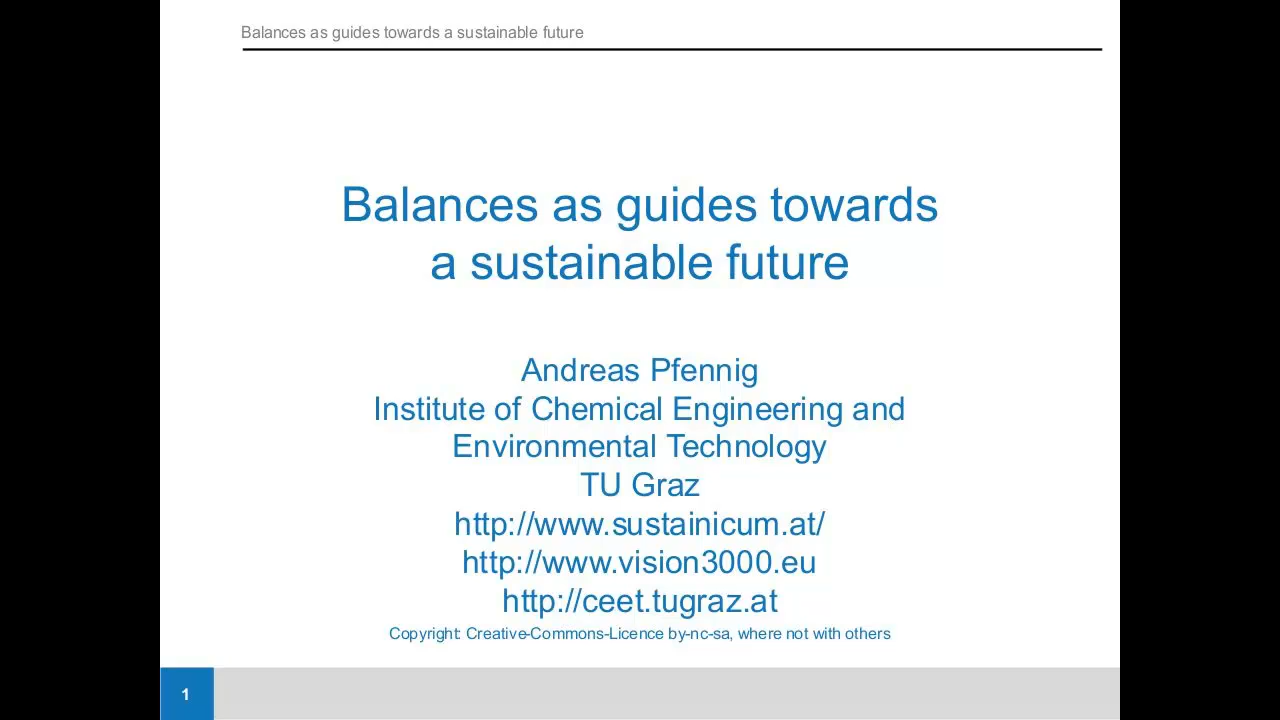 Balances as guides towards a sustainable future
Balances as guides towards
a sustainable future
Andreas Pfennig
Institute of Chemical Engineering and
Environmental Technology
TU Graz
http://www.sustainicum.at/
http://www.vision3000.eu
http://ceet.tugraz.at
Copyright: Creative-Commons-Licence by-nc-sa, where not with others
1